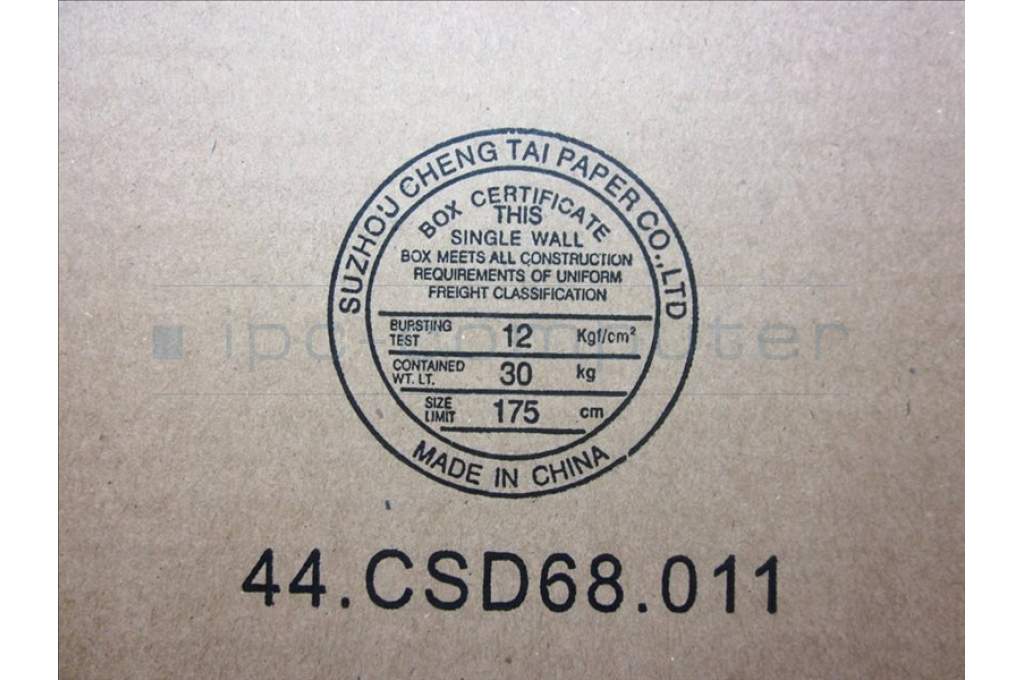 SUZHOU CHENG TAI PAPER CO.,LTD
BOX CERTIFICATE
THIS
SINGLE WALL
BOX MEETS ALL CONSTRUCTION
REQUIREMENTS OF UNIFORM
FREIGHT CLASSIFICATION
BURSTING TEST 12 Kgf/cm²
CONTAINED WT. LT. 30 kg
SIZE LIMIT 175 cm
MADE IN CHINA
ipc-computer
44.CSD68.011